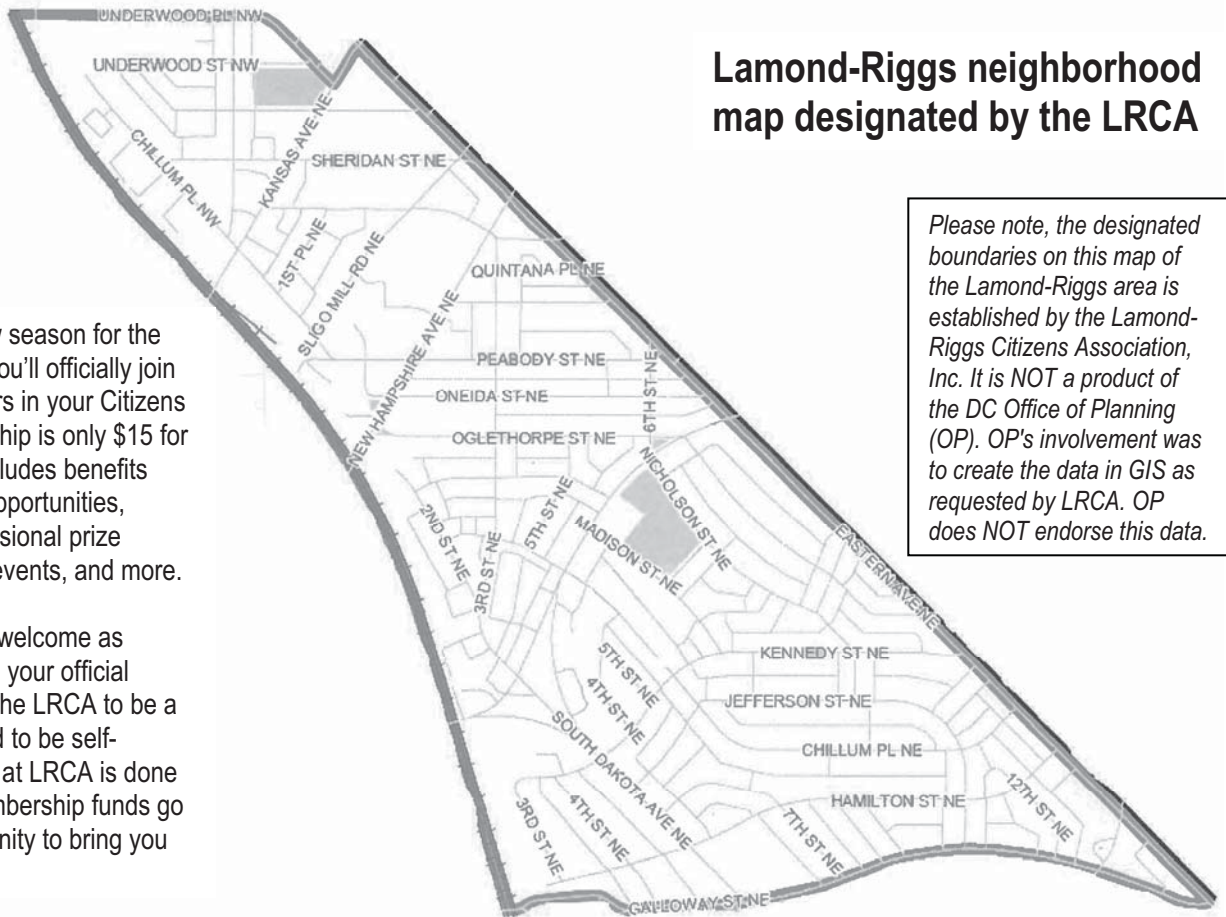 Lamond-Riggs neighborhood
map designated by the LRCA
Please note, the designated
boundaries on this map of
the Lamond-Riggs area is
established by the Lamond-
Riggs Citizens Association,
Inc. It is NOT a product of
the DC Office of Planning
(OP). OP's involvement was
to create the data in GIS as
requested by LRCA. OP
does NOT endorse this data.
season for the
ou'll officially join
rs in your Citizens
ship is only $15 for
ludes benefits
pportunities,
sional prize
events, and more.
welcome as
your official
he LRCA to be a
d to be self-
at LRCA is done
mbership funds go
nity to bring you
UNDERWOOD PL NW
UNDERWOOD ST NW
KANSAS AVE NE
SHERIDAN ST NE
CHILLUM PL NW
1ST PL NE
SLIGO MILL RD NE
QUINTANA PL NE
NEW HAMPSHIRE AVE NE
PEABODY ST NE
6TH ST NE
ONEIDA ST NE
OGLETHORPE ST NE
NICHOLSON ST NE
5TH ST NE
2ND ST NE
MADISON ST NE
3RD ST NE
EASTERN AVE NE
KENNEDY ST NE
5TH ST NE
4TH ST NE
JEFFERSON ST NE
SOUTH DAKOTA AVE NE
CHILLUM PL NE
HAMILTON ST NE
12TH ST NE
3RD ST NE
4TH ST NE
7TH ST NE
GALLOWAY ST NE